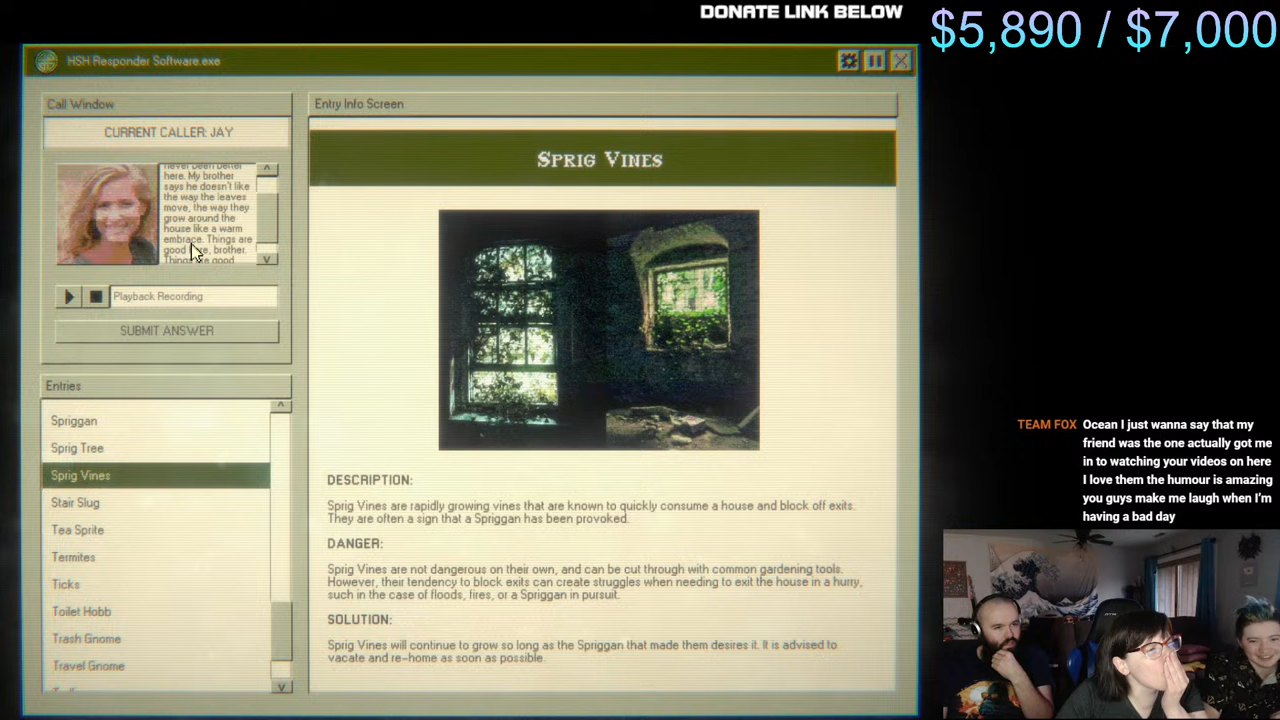 DONATE LINK BELOW
$5,890 / $7,000
HSH Responder Software.exe
Call Window
CURRENT CALLER: JAY
never been better
here. My brother
says he doesn't like
the way the leaves
move, the way they
grow around the
house like a warm
embrace. Things are
good here, brother.
Things are good
Playback Recording
SUBMIT ANSWER
Entries
Spriggan
Sprig Tree
Sprig Vines
Stair Slug
Tea Sprite
Termites
Ticks
Toilet Hobb
Trash Gnome
Travel Gnome
Entry Info Screen
SPRIG VINES
DESCRIPTION:
Sprig Vines are rapidly growing vines that are known to quickly consume a house and block off exits.
They are often a sign that a Spriggan has been provoked.
DANGER:
Sprig Vines are not dangerous on their own, and can be cut through with common gardening tools.
However, their tendency to block exits can create struggles when needing to exit the house in a hurry,
such in the case of floods, fires, or a Spriggan in pursuit.
SOLUTION:
Sprig Vines will continue to grow so long as the Spriggan that made them desires it. It is advised to
vacate and re-home as soon as possible.
TEAM FOX Ocean I just wanna say that my
friend was the one actually got me
in to watching your videos on here
I love them the humour is amazing
you guys make me laugh when I'm
having a bad day